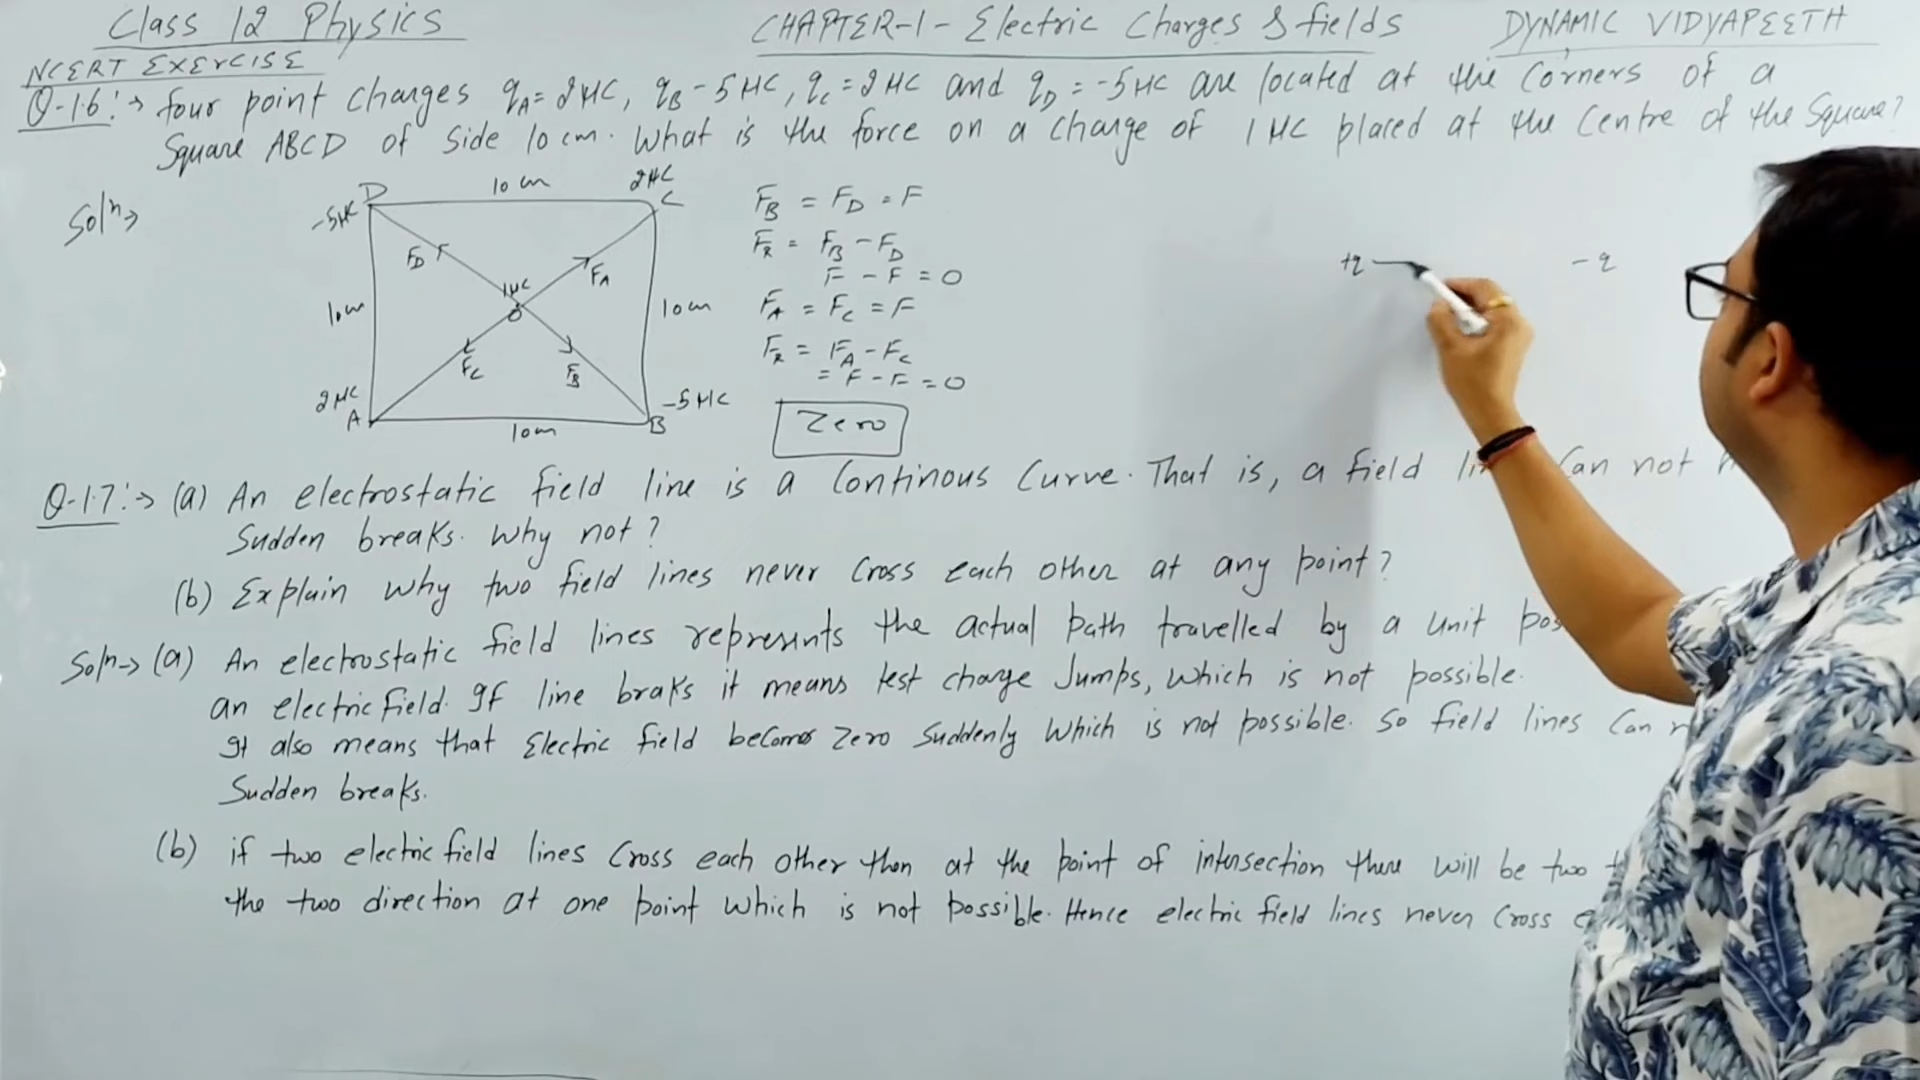 Class 12 Physics
CHAPTER-1 - Electric Charges & fields
DYNAMIC VIDYAPEETH
NCERT EXERCISE
Q-1.6:→ four point charges qA = 2μC, qB - 5μC, qc = 2μC and qD = -5μC are located at the corners of a
Square ABCD of side 10 cm. What is the force on a charge of 1μC placed at the Centre of the Square?
Solⁿ→
D
10 cm
2μC
C
-5μC
FD
FA
1μC
O
10cm
10cm
FC
FB
2μC
A
-5μC
B
10cm
FB = FD = F
FR = FB - FD
F - F = 0
FA = FC = F
FR = FA - FC
= F - F = 0
Zero
+q
-q
Q-1.7:→ (a) An electrostatic field line is a Continous Curve. That is, a field can not
Sudden breaks. Why not?
(b) Explain why two field lines never Cross each other at any point?
Solⁿ→ (a) An electrostatic field lines represents the actual path travelled by a unit
an electric field. If line braks it means test charge Jumps, which is not possible.
It also means that Electric field becomes Zero Suddenly Which is not possible. So field lines Can
Sudden breaks.
(b) if two electric field lines Cross each other then at the point of intersection there will be two
the two direction at one point which is not possible. Hence electric field lines never Cross